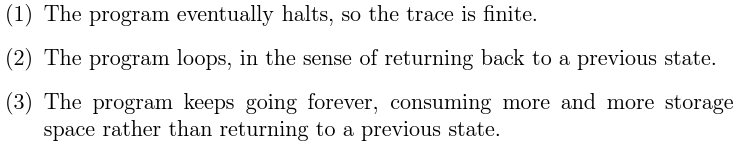 (1) The program eventually halts, so the trace is finite.
(2) The program loops, in the sense of returning back to a previous state.
(3) The program keeps going forever, consuming more and more storage
space rather than returning to a previous state.